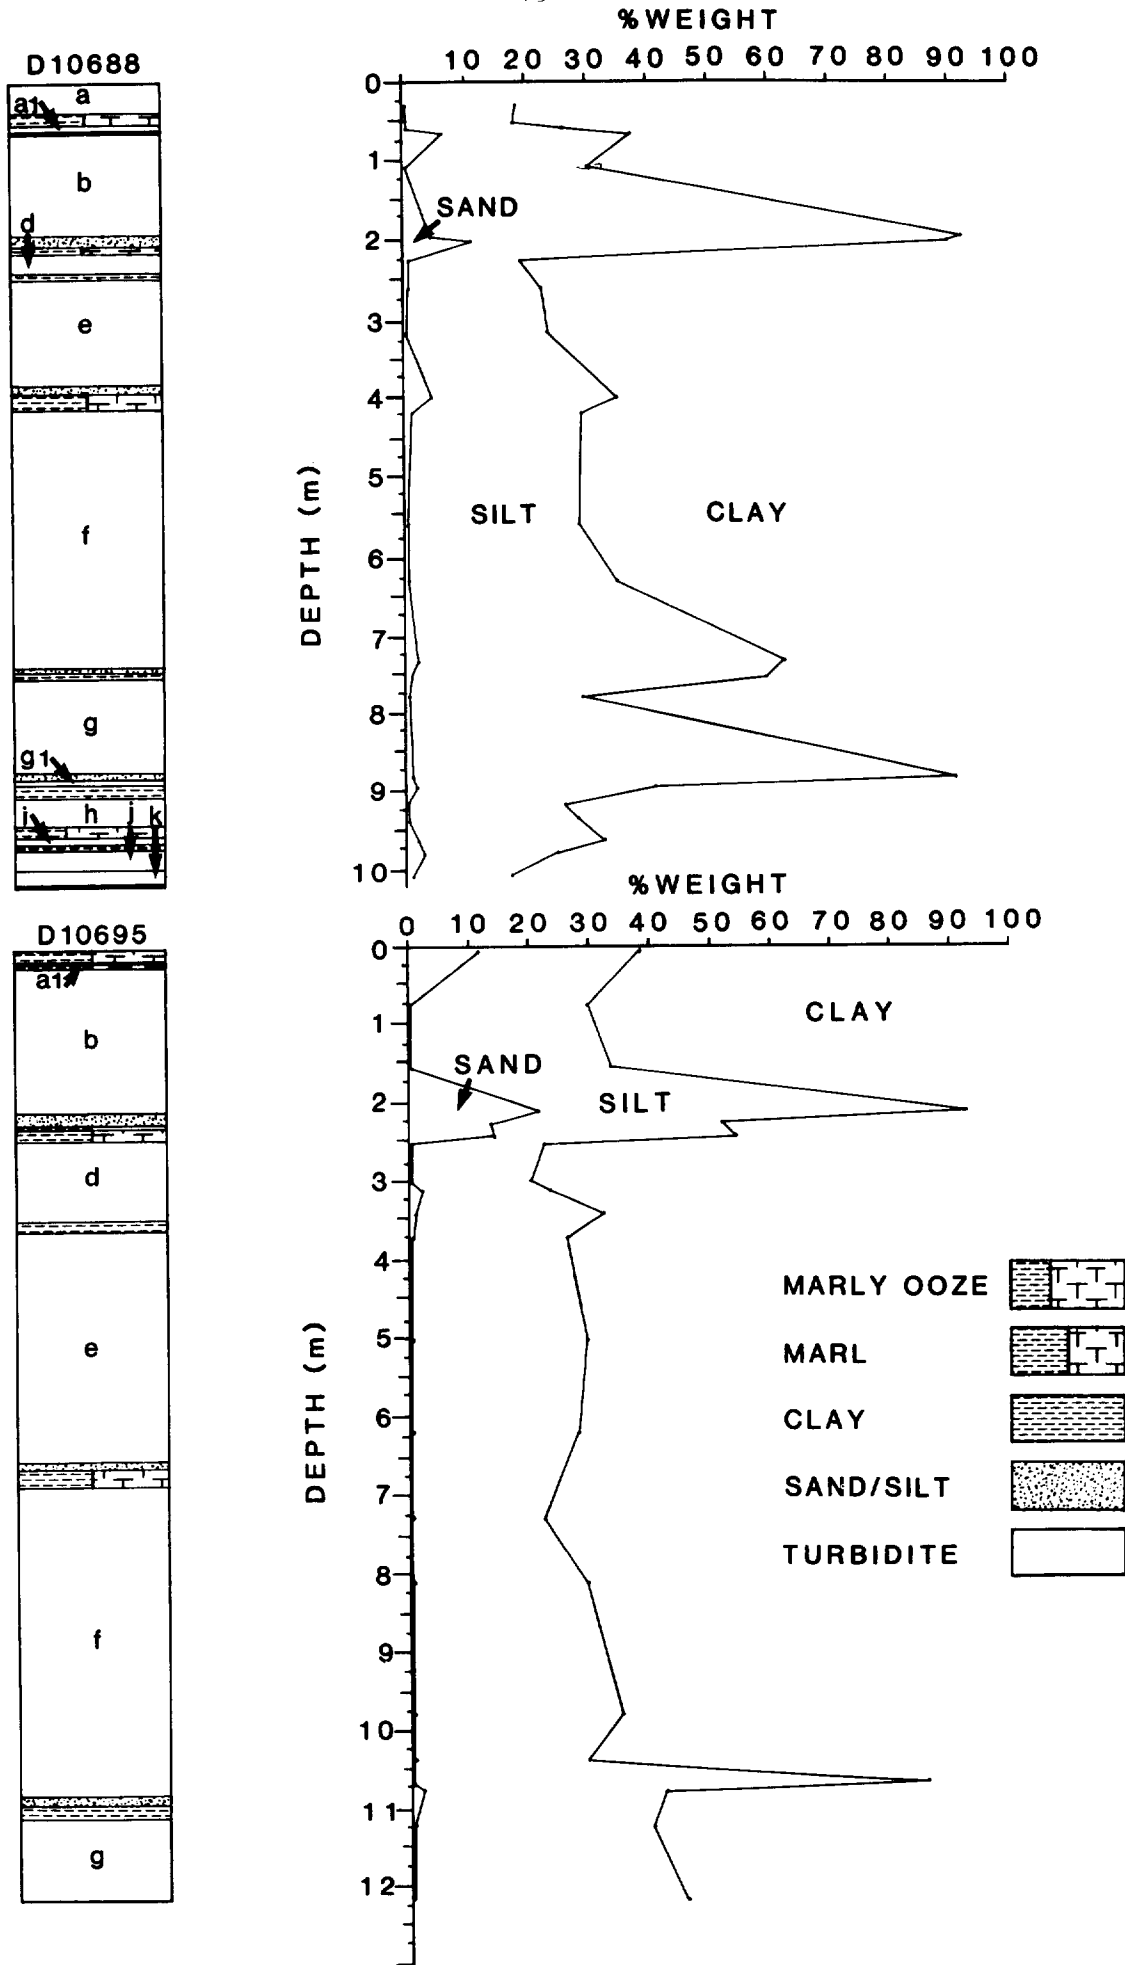 %WEIGHT
10 20 30 40 50 60 70 80 90 100
D10688
0
a
a1
1
b
SAND
d
2
e
3
4
DEPTH (m)
5
SILT
CLAY
f
6
7
g
8
g1
9
h
i
j
k
10
%WEIGHT
0 10 20 30 40 50 60 70 80 90 100
D10695
0
a1
CLAY
1
b
SAND
2
SILT
d
3
4
MARLY OOZE
DEPTH (m)
5
e
MARL
6
CLAY
7
SAND/SILT
TURBIDITE
8
f
9
10
11
g
12